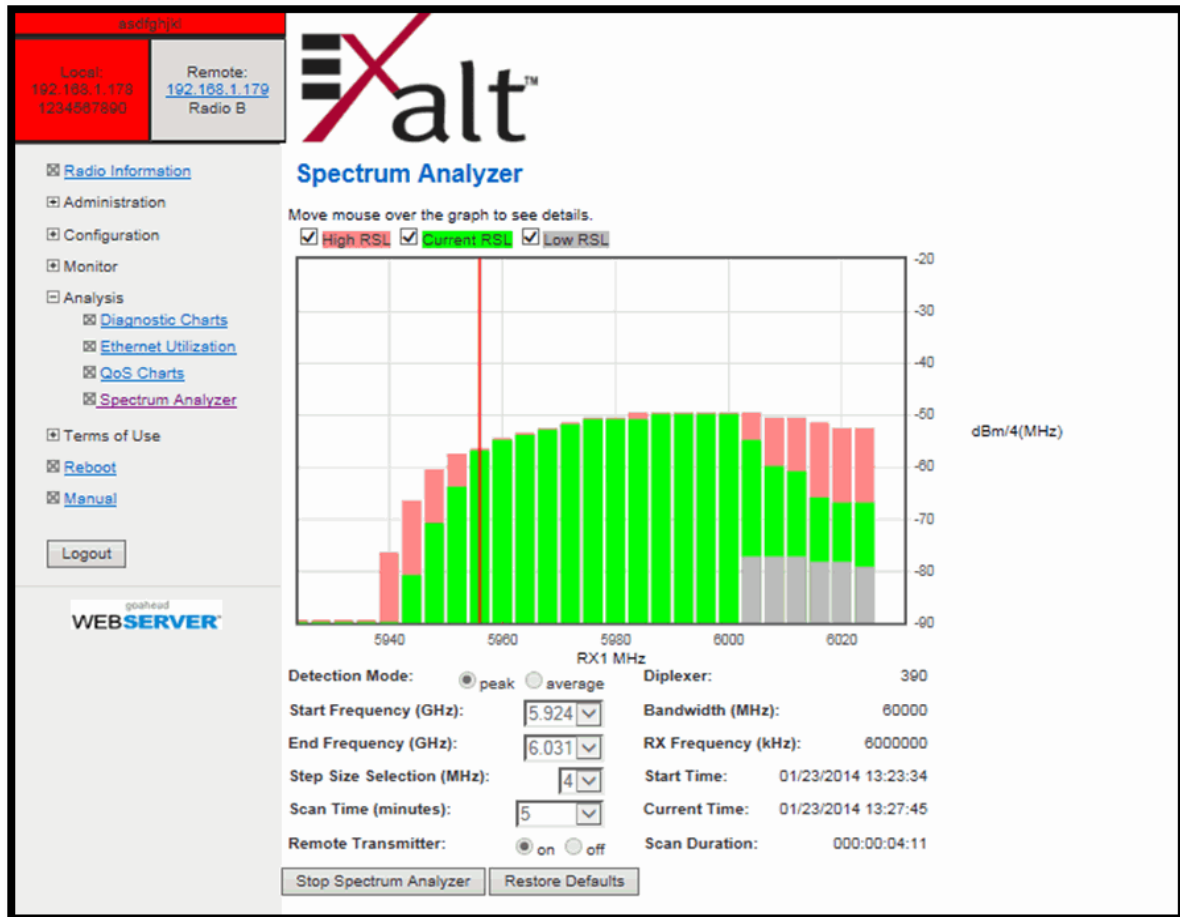 asdfghjkl
Local:
192.168.1.178
1234567890
Remote:
192.168.1.179
Radio B
EXalt™
Radio Information
Administration
Configuration
Monitor
Analysis
Diagnostic Charts
Ethernet Utilization
QoS Charts
Spectrum Analyzer
Terms of Use
Reboot
Manual
Logout
goahead
WEBSERVER
Spectrum Analyzer
Move mouse over the graph to see details.
High RSL Current RSL Low RSL
-20
-30
-40
-50
-60
-70
-80
-90
dBm/4(MHz)
5940 5960 5980 6000 6020
RX1 MHz
Detection Mode: peak average Diplexer: 390
Start Frequency (GHz): 5.924 Bandwidth (MHz): 60000
End Frequency (GHz): 6.031 RX Frequency (kHz): 6000000
Step Size Selection (MHz): 4 Start Time: 01/23/2014 13:23:34
Scan Time (minutes): 5 Current Time: 01/23/2014 13:27:45
Remote Transmitter: on off Scan Duration: 000:00:04:11
Stop Spectrum Analyzer Restore Defaults